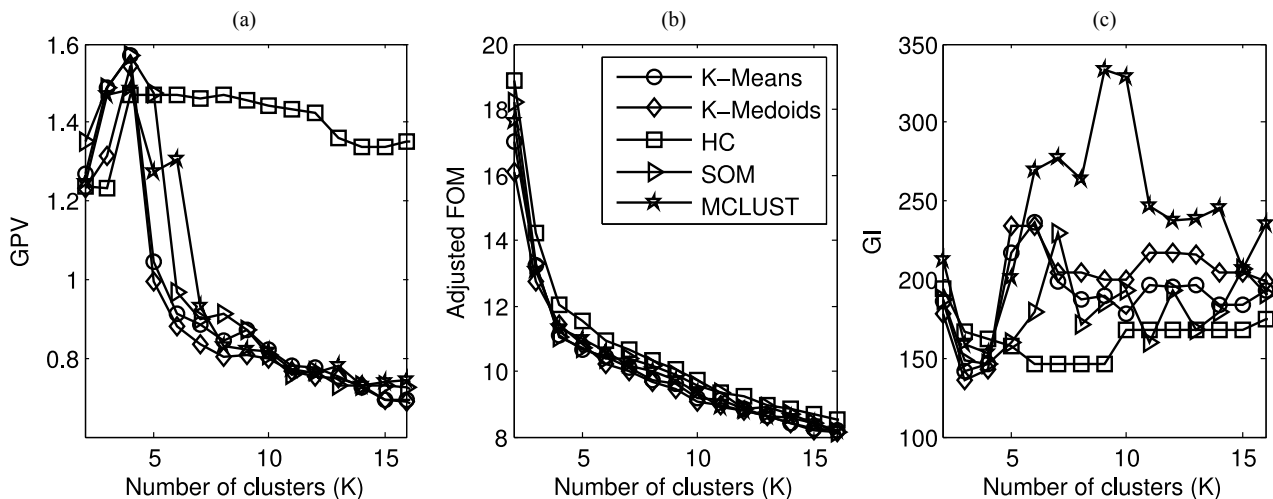 (a)
1.6
1.4
1.2
1
0.8
GPV
5
10
15
Number of clusters (K)
(b)
20
18
16
14
12
10
8
Adjusted FOM
K−Means
K−Medoids
HC
SOM
MCLUST
5
10
15
Number of clusters (K)
(c)
350
300
250
200
150
100
GI
5
10
15
Number of clusters (K)